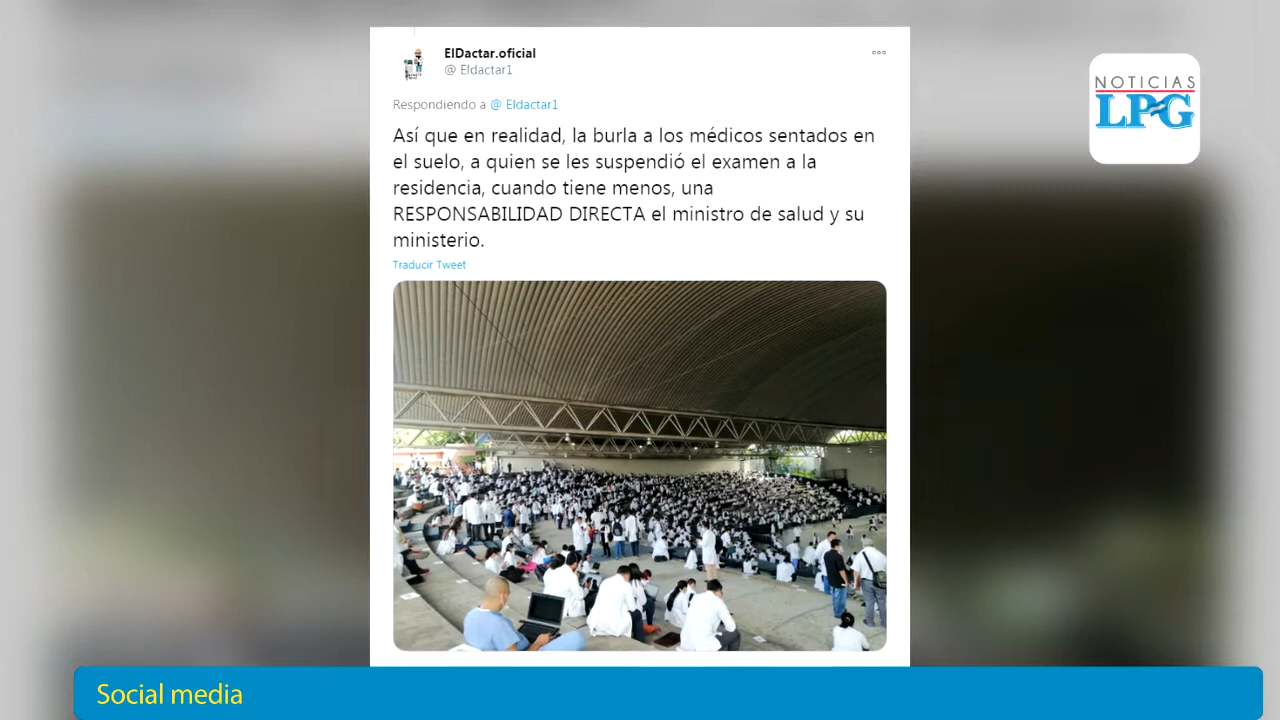 ElDactar.oficial
@ Eldactar1
Respondiendo a @ Eldactar1
Así que en realidad, la burla a los médicos sentados en
el suelo, a quien se les suspendió el examen a la
residencia, cuando tiene menos, una
RESPONSABILIDAD DIRECTA el ministro de salud y su
ministerio.
Traducir Tweet
NOTICIAS
LPG
Social media